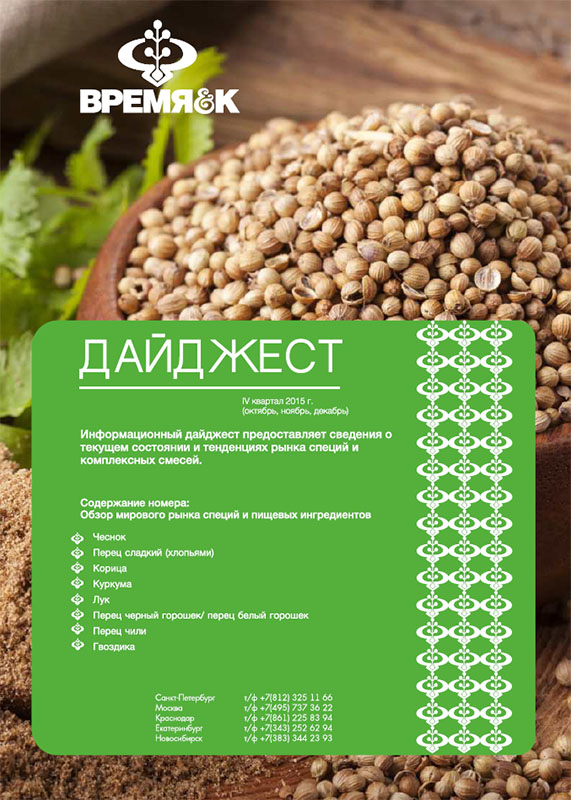 ВРЕМЯ&К
ДАЙДЖЕСТ
IV квартал 2015 г.
(октябрь, ноябрь, декабрь)
Информационный дайджест предоставляет сведения о
текущем состоянии и тенденциях рынка специй и
комплексных смесей.
Содержание номера:
Обзор мирового рынка специй и пищевых ингредиентов
Чеснок
Перец сладкий (хлопьями)
Корица
Куркума
Лук
Перец черный горошек/ перец белый горошек
Перец чили
Гвоздика
Санкт-Петербург т/ф +7(812) 325 11 66
Москва т/ф +7(495) 737 36 22
Краснодар т/ф +7(861) 225 83 94
Екатеринбург т/ф +7(343) 252 62 94
Новосибирск т/ф +7(383) 344 23 93